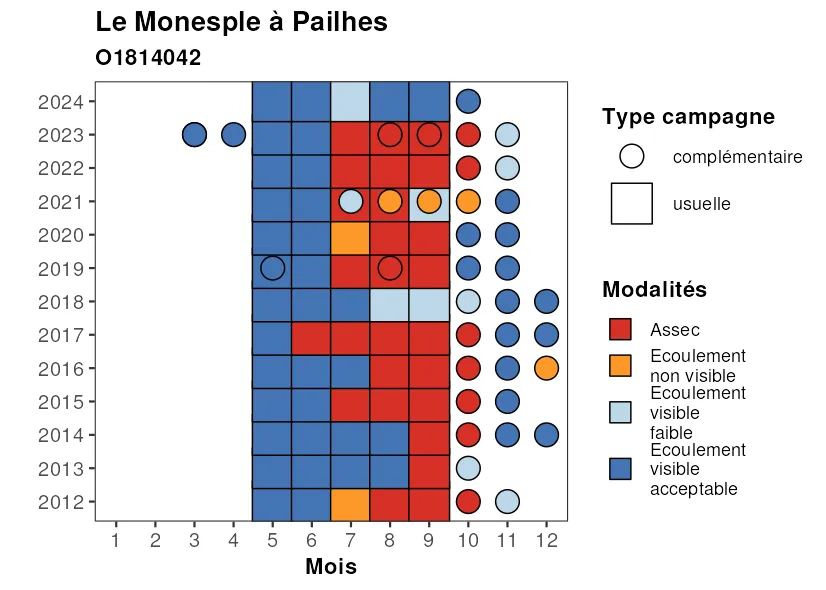 Le Monesple à Pailhes
O1814042
2024
2023
2022
2021
2020
2019
2018
2017
2016
2015
2014
2013
2012
1 2 3 4 5 6 7 8 9 10 11 12
Mois
Type campagne
complémentaire
usuelle
Modalités
Assec
Ecoulement
non visible
Ecoulement
visible
faible
Ecoulement
visible
acceptable